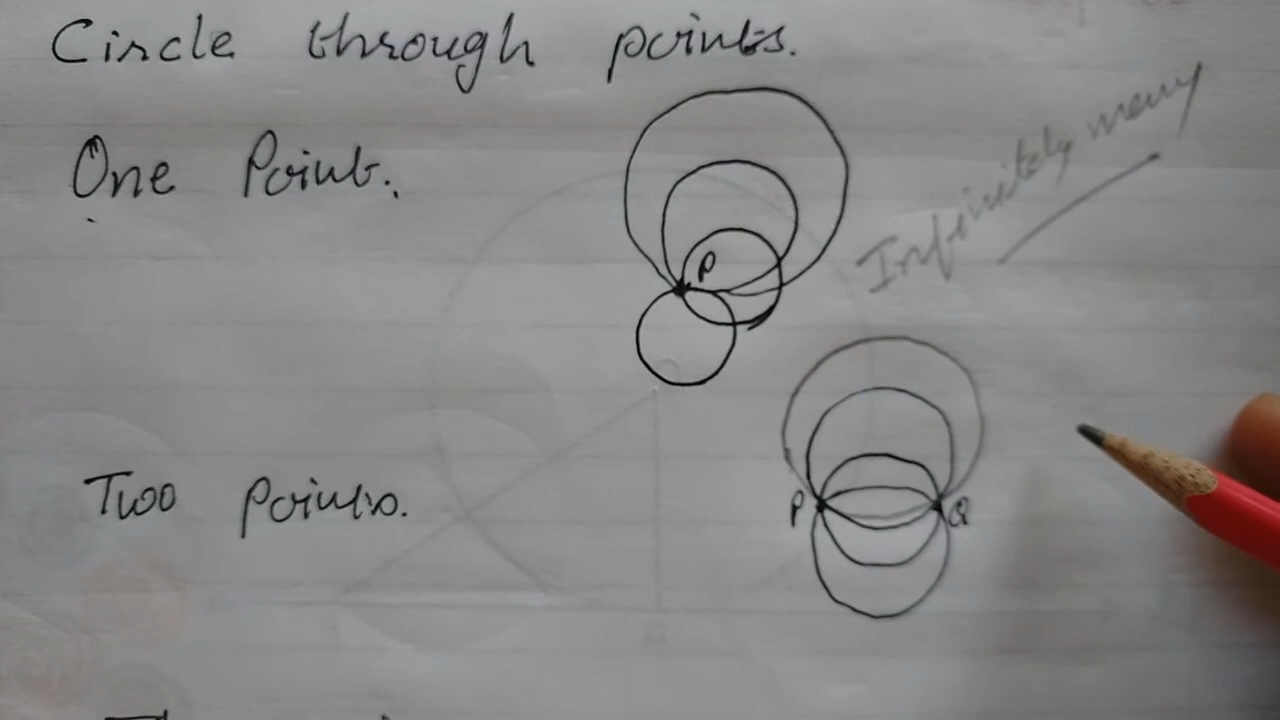 Circle through points.
One Point.
P
Infinitely many
Two points.
P
Q